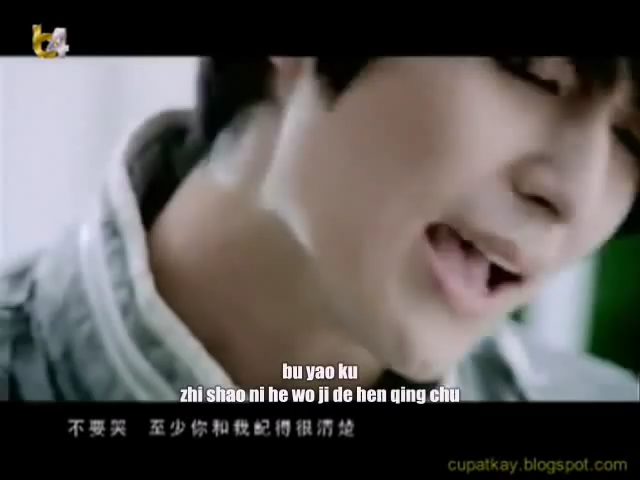 t4
bu yao ku
zhi shao ni he wo ji de hen qing chu
不要哭 至少你和我記得很清楚
cupatkay.blogspot.com